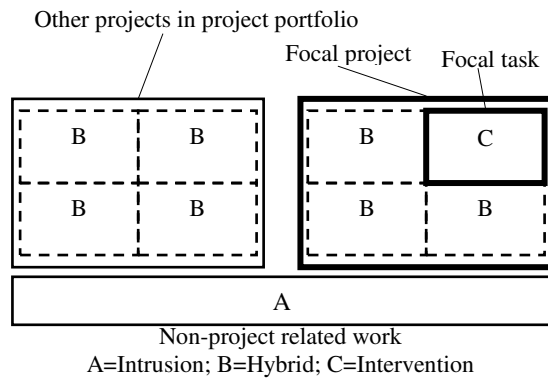 Other projects in project portfolio
Focal project
Focal task
B B B C
B B B B
A
Non-project related work
A=Intrusion; B=Hybrid; C=Intervention